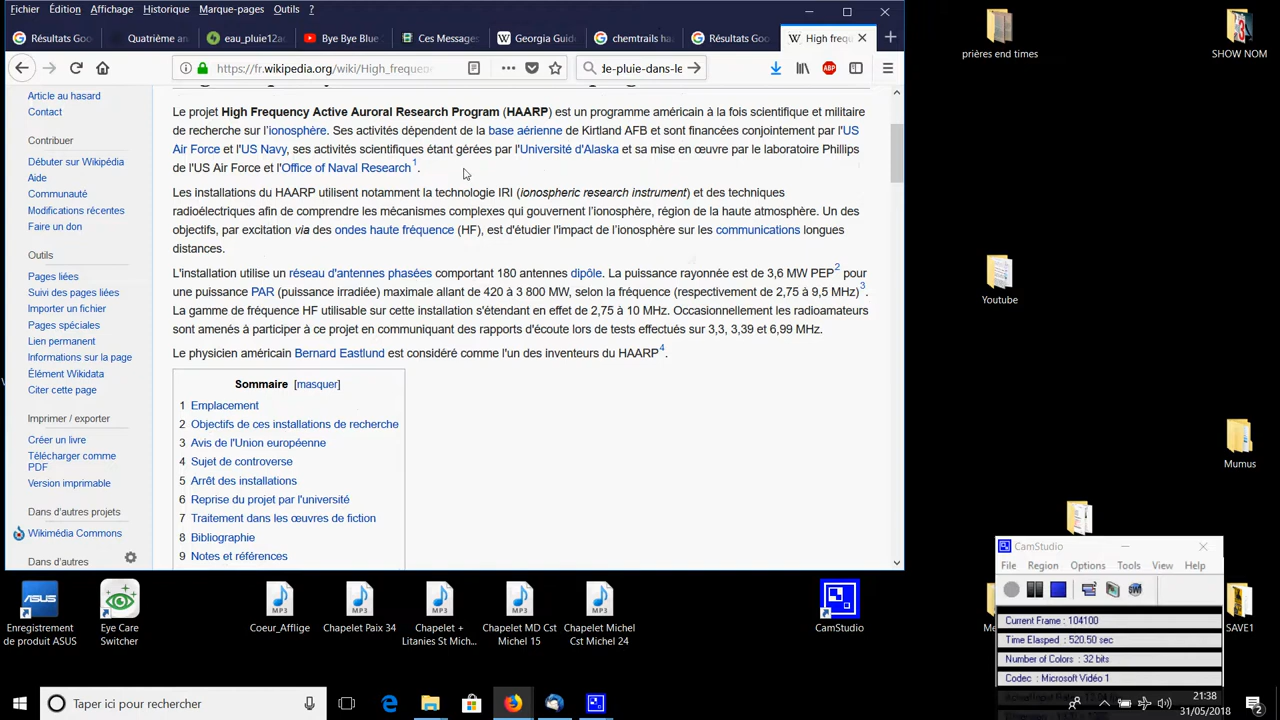 Fichier Édition Affichage Historique Marque-pages Outils ?
Résultats Goo
Quatrième an
eau_pluie12a
Bye Bye Blue
Ces Messages
Georgia Guid
chemtrails ha
Résultats Goo
High frequ
https://fr.wikipedia.org/wiki/High_frequenc
de-pluie-dans-le
ABP
Article au hasard
Contact
Contribuer
Débuter sur Wikipédia
Aide
Communauté
Modifications récentes
Faire un don
Outils
Pages liées
Suivi des pages liées
Importer un fichier
Pages spéciales
Lien permanent
Informations sur la page
Élément Wikidata
Citer cette page
Imprimer / exporter
Créer un livre
Télécharger comme
PDF
Version imprimable
Dans d'autres projets
Wikimédia Commons
Dans d'autres
Le projet High Frequency Active Auroral Research Program (HAARP) est un programme américain à la fois scientifique et militaire
de recherche sur l'ionosphère. Ses activités dépendent de la base aérienne de Kirtland AFB et sont financées conjointement par l'US
Air Force et l'US Navy, ses activités scientifiques étant gérées par l'Université d'Alaska et sa mise en œuvre par le laboratoire Phillips
de l'US Air Force et l'Office of Naval Research 1.
Les installations du HAARP utilisent notamment la technologie IRI (ionospheric research instrument) et des techniques
radioélectriques afin de comprendre les mécanismes complexes qui gouvernent l'ionosphère, région de la haute atmosphère. Un des
objectifs, par excitation via des ondes haute fréquence (HF), est d'étudier l'impact de l'ionosphère sur les communications longues
distances.
L'installation utilise un réseau d'antennes phasées comportant 180 antennes dipôle. La puissance rayonnée est de 3,6 MW PEP2 pour
une puissance PAR (puissance irradiée) maximale allant de 420 à 3 800 MW, selon la fréquence (respectivement de 2,75 à 9,5 MHz)3.
La gamme de fréquence HF utilisable sur cette installation s'étendant en effet de 2,75 à 10 MHz. Occasionnellement les radioamateurs
sont amenés à participer à ce projet en communiquant des rapports d'écoute lors de tests effectués sur 3,3, 3,39 et 6,99 MHz.
Le physicien américain Bernard Eastlund est considéré comme l'un des inventeurs du HAARP4.
Sommaire [masquer]
1 Emplacement
2 Objectifs de ces installations de recherche
3 Avis de l'Union européenne
4 Sujet de controverse
5 Arrêt des installations
6 Reprise du projet par l'université
7 Traitement dans les œuvres de fiction
8 Bibliographie
9 Notes et références
prières end times
SHOW NOM
Youtube
Mumus
SAVE1
CamStudio
File Region Options Tools View Help
Current Frame : 104100
Time Elasped : 520.50 sec
Number of Colors : 32 bits
Codec : Microsoft Vidéo 1
ASUS
Enregistrement
de produit ASUS
Eye Care
Switcher
MP3
Coeur_Afflige
MP3
Chapelet Paix 34
MP3
Chapelet +
Litanies St Mich...
MP3
Chapelet MD Cst
Michel 15
MP3
Chapelet Michel
Cst Michel 24
CamStudio
Taper ici pour rechercher
21:38
31/05/2018
2